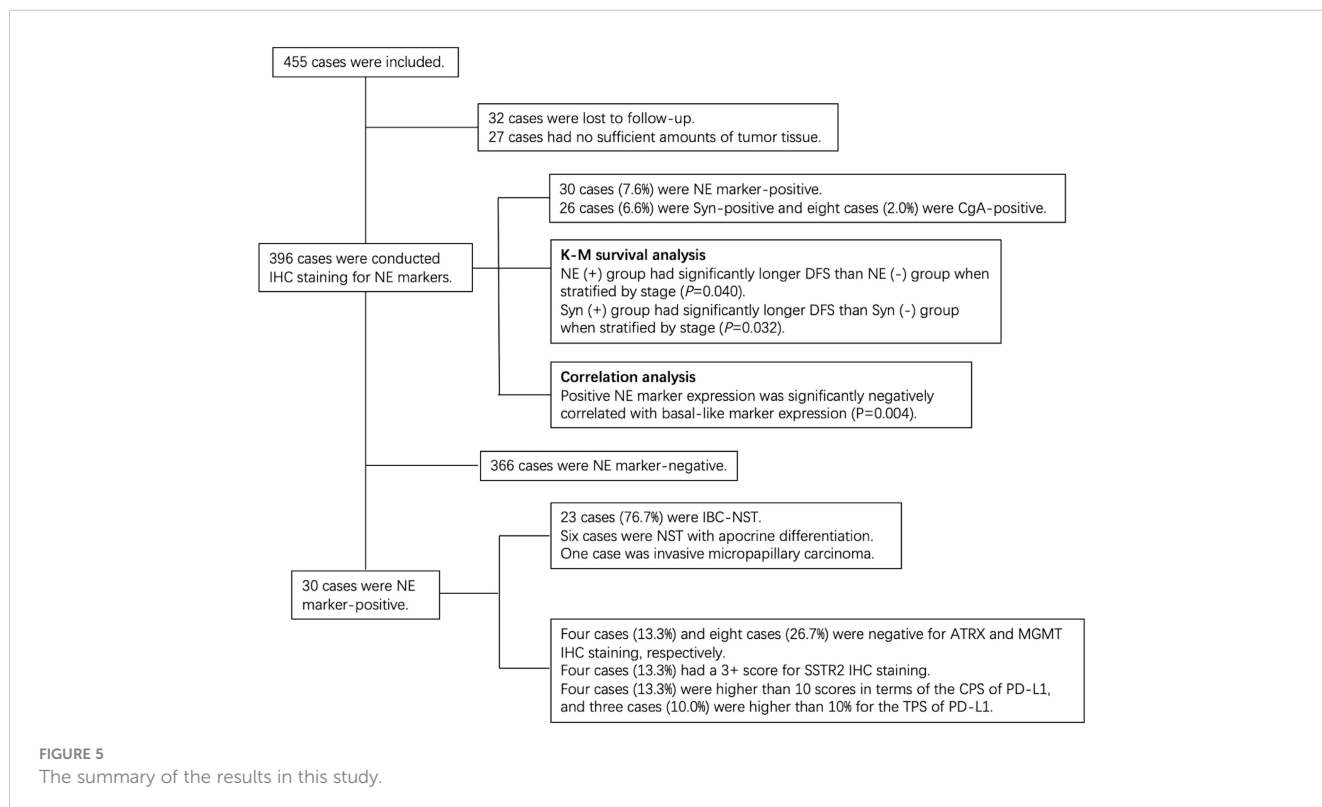 455 cases were included.
32 cases were lost to follow-up.
27 cases had no sufficient amounts of tumor tissue.
30 cases (7.6%) were NE marker-positive.
26 cases (6.6%) were Syn-positive and eight cases (2.0%) were CgA-positive.
396 cases were conducted
IHC staining for NE markers.
K-M survival analysis
NE (+) group had significantly longer DFS than NE (-) group when
stratified by stage (P=0.040).
Syn (+) group had significantly longer DFS than Syn (-) group
when stratified by stage (P=0.032).
Correlation analysis
Positive NE marker expression was significantly negatively
correlated with basal-like marker expression (P=0.004).
366 cases were NE marker-negative.
23 cases (76.7%) were IBC-NST.
Six cases were NST with apocrine differentiation.
One case was invasive micropapillary carcinoma.
30 cases were NE
marker-positive.
Four cases (13.3%) and eight cases (26.7%) were negative for ATRX and MGMT
IHC staining, respectively.
Four cases (13.3%) had a 3+ score for SSTR2 IHC staining.
Four cases (13.3%) were higher than 10 scores in terms of the CPS of PD-L1,
and three cases (10.0%) were higher than 10% for the TPS of PD-L1.
FIGURE 5
The summary of the results in this study.